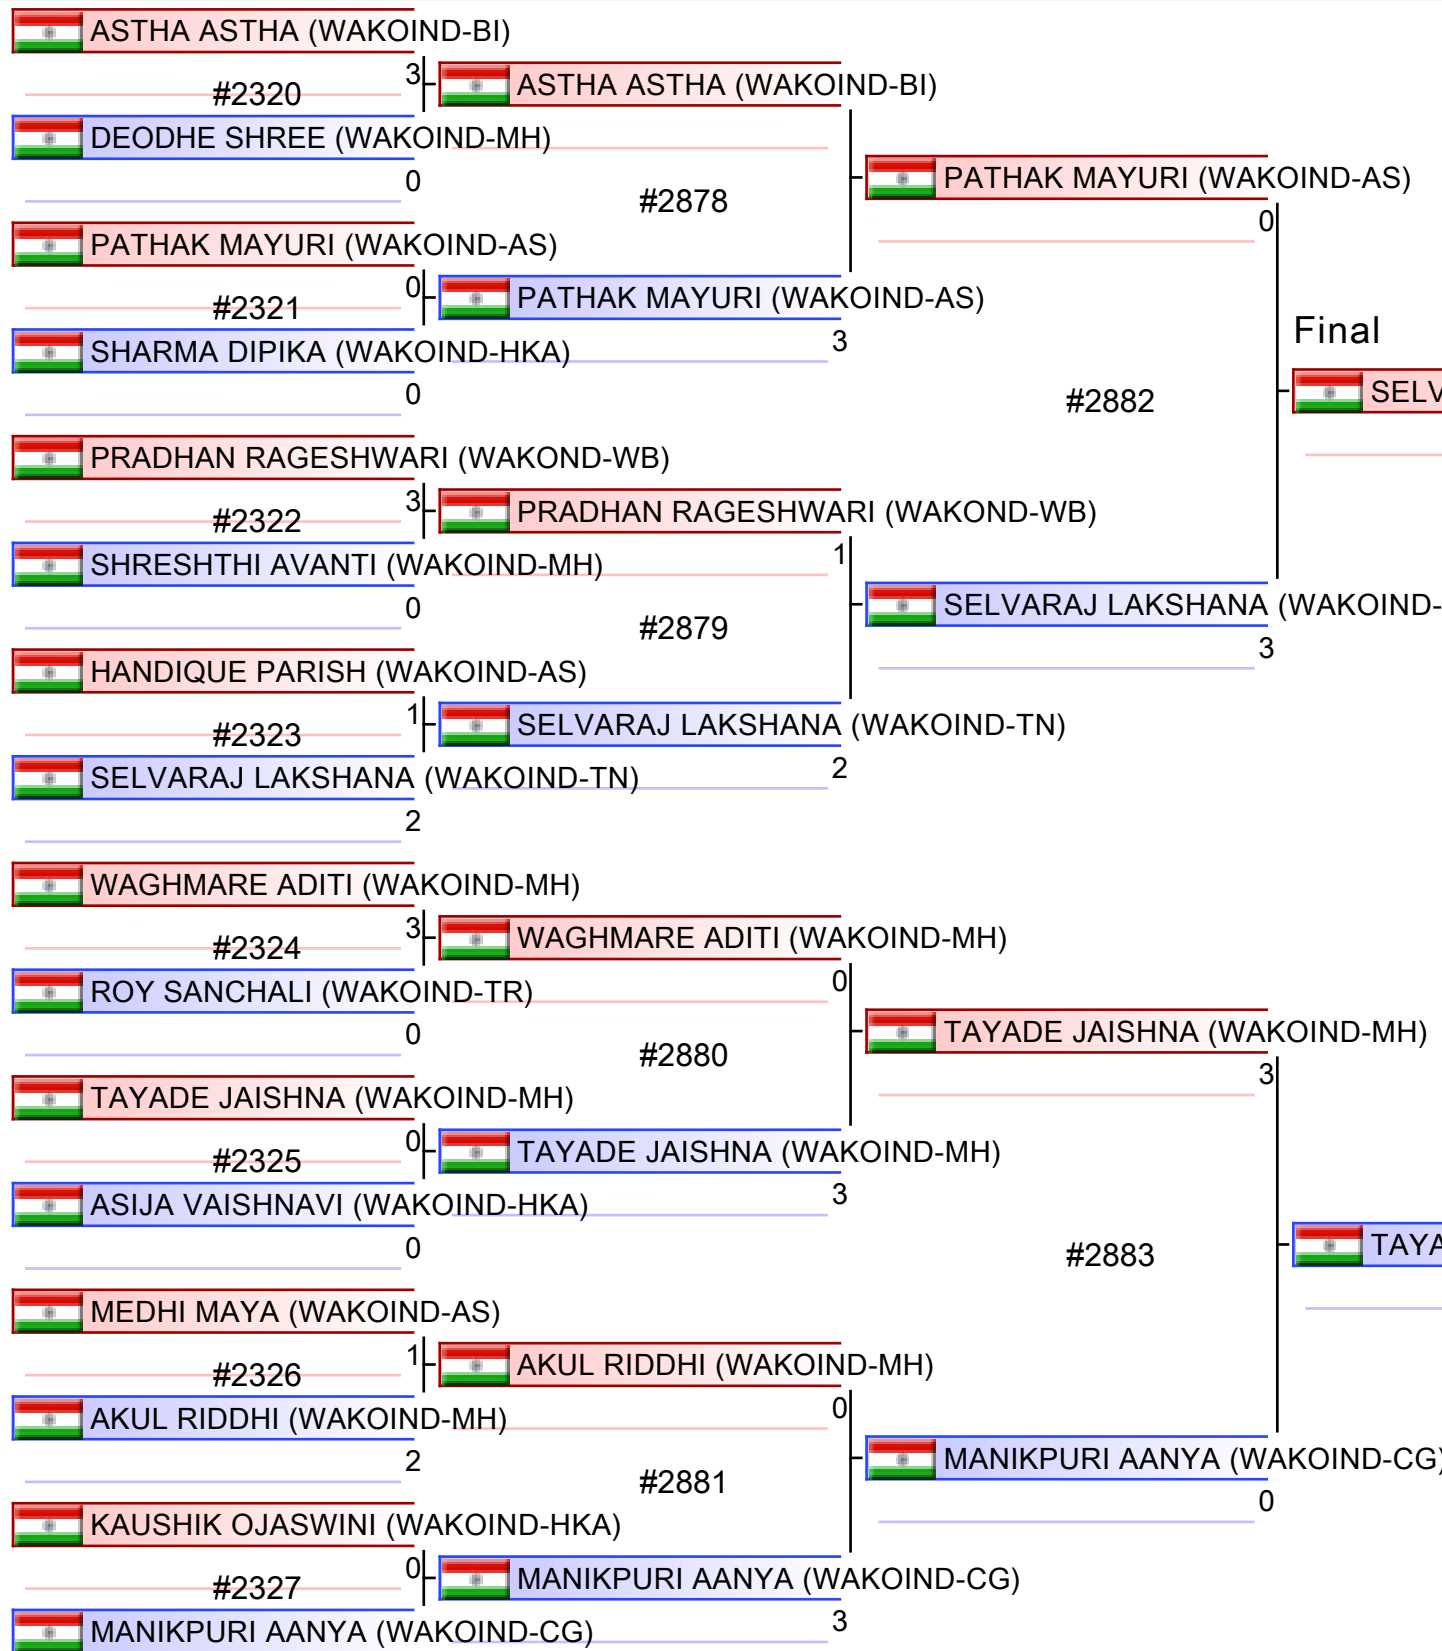 ASTHA ASTHA (WAKOIND-BI)
#2320
3
DEODHE SHREE (WAKOIND-MH)
0
PATHAK MAYURI (WAKOIND-AS)
#2321
0
SHARMA DIPIKA (WAKOIND-HKA)
0
PRADHAN RAGESHWARI (WAKOND-WB)
#2322
3
SHRESHTHI AVANTI (WAKOIND-MH)
0
HANDIQUE PARISH (WAKOIND-AS)
#2323
1
SELVARAJ LAKSHANA (WAKOIND-TN)
2
WAGHMARE ADITI (WAKOIND-MH)
#2324
3
ROY SANCHALI (WAKOIND-TR)
0
TAYADE JAISHNA (WAKOIND-MH)
#2325
0
ASIJA VAISHNAVI (WAKOIND-HKA)
0
MEDHI MAYA (WAKOIND-AS)
#2326
1
AKUL RIDDHI (WAKOIND-MH)
2
KAUSHIK OJASWINI (WAKOIND-HKA)
#2327
0
MANIKPURI AANYA (WAKOIND-CG)
ASTHA ASTHA (WAKOIND-BI)
#2878
PATHAK MAYURI (WAKOIND-AS)
3
PRADHAN RAGESHWARI (WAKOND-WB)
1
#2879
SELVARAJ LAKSHANA (WAKOIND-TN)
2
WAGHMARE ADITI (WAKOIND-MH)
0
#2880
TAYADE JAISHNA (WAKOIND-MH)
3
AKUL RIDDHI (WAKOIND-MH)
0
#2881
MANIKPURI AANYA (WAKOIND-CG)
3
PATHAK MAYURI (WAKOIND-AS)
0
#2882
SELVARAJ LAKSHANA (WAKOIND-
3
TAYADE JAISHNA (WAKOIND-MH)
3
#2883
MANIKPURI AANYA (WAKOIND-CG)
0
Final
SELV
TAYA